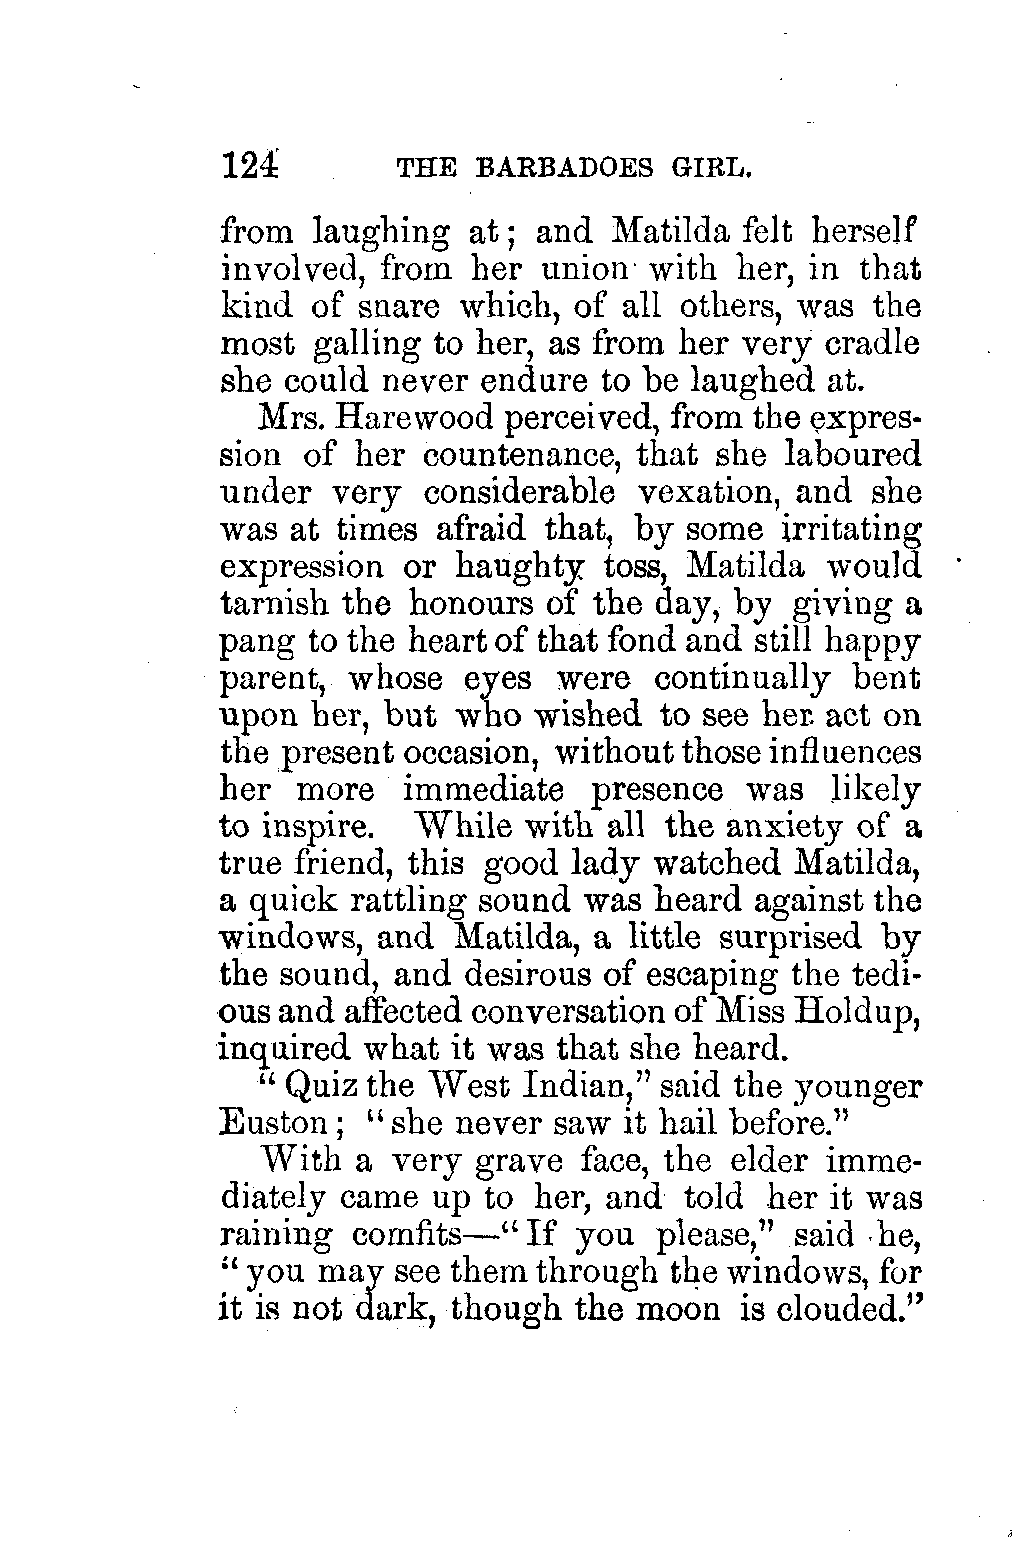 124 THE BARBADOES GIRL.
from laughing at; and Matilda felt herself
involved, from her union with her, in that
kind of snare which, of all others, was the
most galling to her, as from her very cradle
she could never endure to be laughed at.
Mrs. Harewood perceived, from the expres-
sion of her countenance, that she laboured
under very considerable vexation, and she
was at times afraid that, by some irritating
expression or haughty toss, Matilda would
tarnish the honours of the day, by giving a
pang to the heart of that fond and still happy
parent, whose eyes were continually bent
upon her, but who wished to see her act on
the present occasion, without those influences
her more immediate presence was likely
to inspire. While with all the anxiety of a
true friend, this good lady watched Matilda,
a quick rattling sound was heard against the
windows, and Matilda, a little surprised by
the sound, and desirous of escaping the tedi-
ous and affected conversation of Miss Holdup,
inquired what it was that she heard.
“Quiz the West Indian,” said the younger
Euston; “she never saw it hail before.”
With a very grave face, the elder imme-
diately came up to her, and told her it was
raining comfits—“If you please,” said he,
“you may see them through the windows, for
it is not dark, though the moon is clouded.”